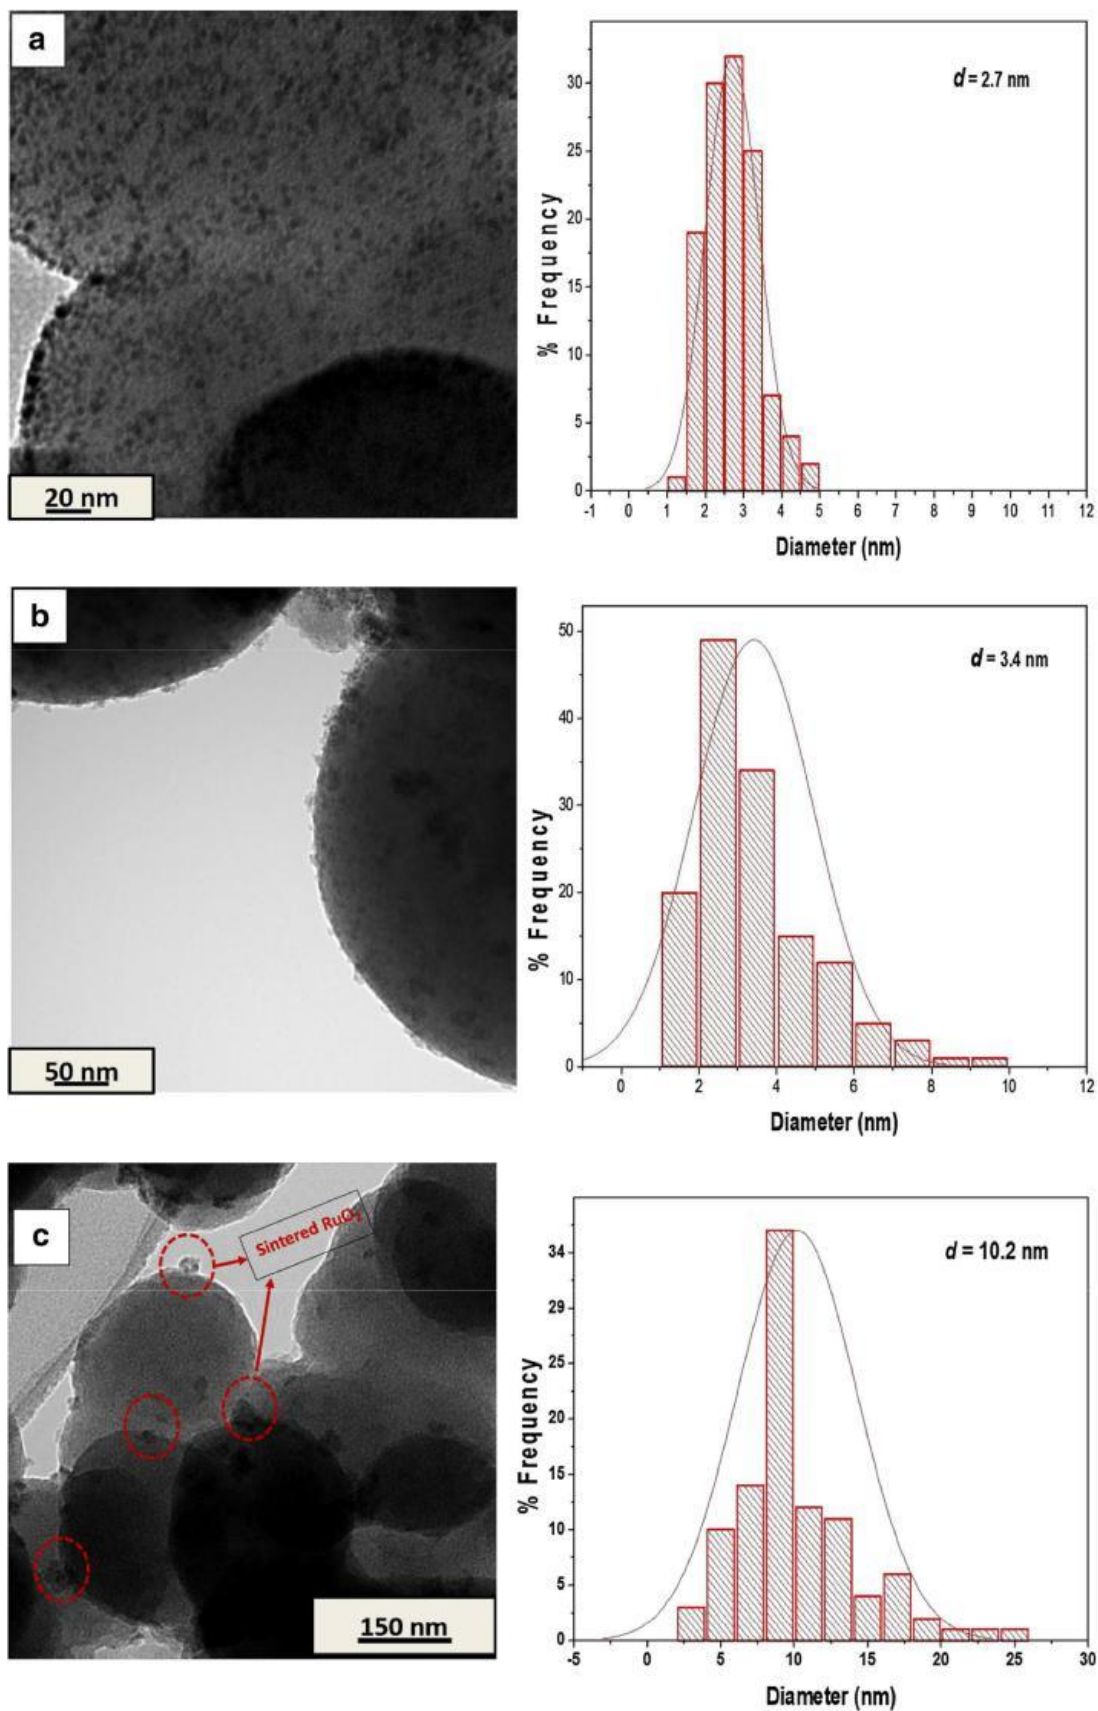 a
20 nm
d = 2.7 nm
% Frequency
30
25
20
15
10
5
0
-1 0 1 2 3 4 5 6 7 8 9 10 11 12
Diameter (nm)
b
50 nm
d = 3.4 nm
% Frequency
50
40
30
20
10
0
0 2 4 6 8 10 12
Diameter (nm)
c
Sintered RuO₂
150 nm
d = 10.2 nm
% Frequency
34
29
25
20
15
10
5
0
-5 0 5 10 15 20 25 30
Diameter (nm)